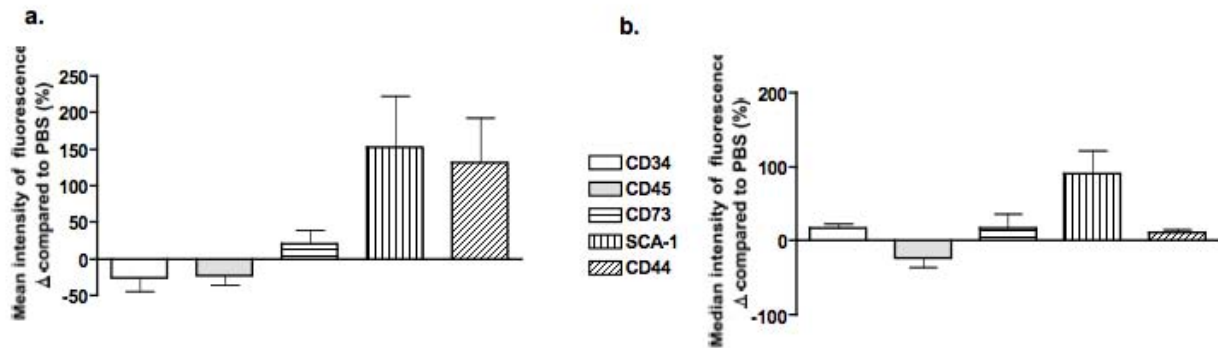 a.
Mean intensity of fluorescence
Δ compared to PBS (%)
250
200
150
100
50
0
-50
CD34
CD45
CD73
SCA-1
CD44
b.
Median intensity of fluorescence
Δ compared to PBS (%)
200
100
0
-100